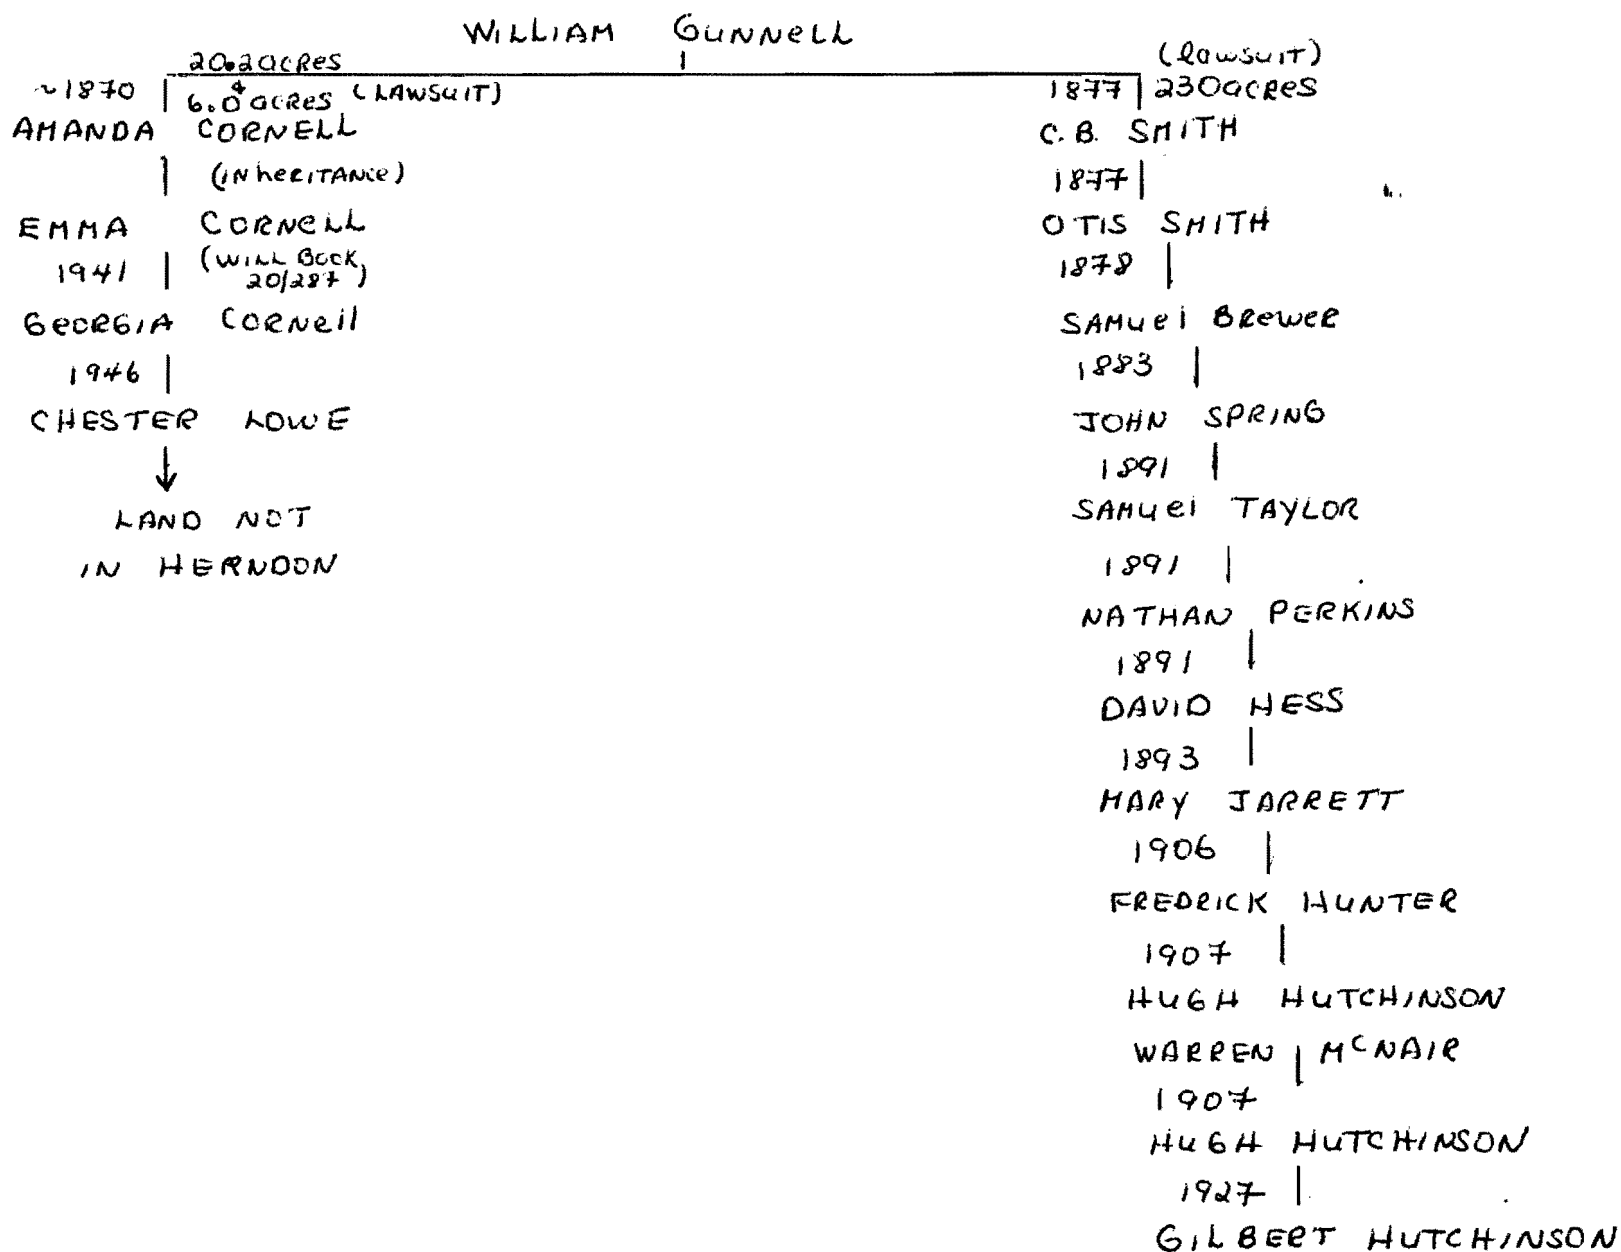 WILLIAM GUNNELL
20.2 acres
~1870
6.0 acres (LAWSUIT)
AMANDA CORNELL
(inheritance)
EMMA CORNELL
1941
(WILL BOOK
20/287)
GEORGIA CORNELL
1946
CHESTER LOWE
LAND NOT
IN HERNDON
(lawsuit)
1877 230 acres
C. B. SMITH
1877
OTIS SMITH
1878
SAMUEL BREWER
1883
JOHN SPRING
1891
SAMUEL TAYLOR
1891
NATHAN PERKINS
1891
DAVID HESS
1893
MARY JARRETT
1906
FREDRICK HUNTER
1907
HUGH HUTCHINSON
WARREN MCNAIR
1907
HUGH HUTCHINSON
1927
GILBERT HUTCHINSON